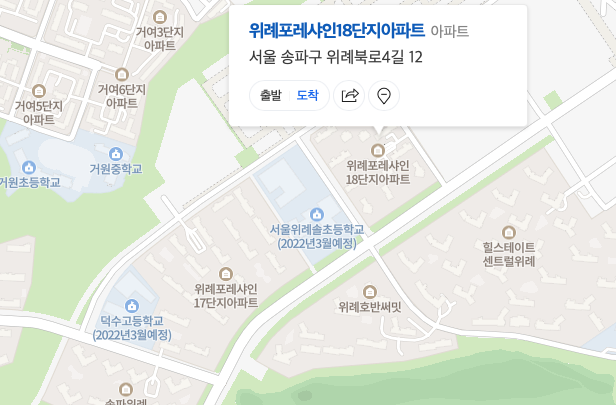 위례포레샤인18단지아파트 아파트
서울 송파구 위례북로4길 12
출발 도착
거여3단지
아파트
거여6단지
아파트
거여5단지
아파트
거원중학교
거원초등학교
위례포레샤인
18단지아파트
서울위례솔초등학교
(2022년3월예정)
힐스테이트
센트럴위례
위례포레샤인
17단지아파트
위례호반써밋
덕수고등학교
(2022년3월예정)
송파위례